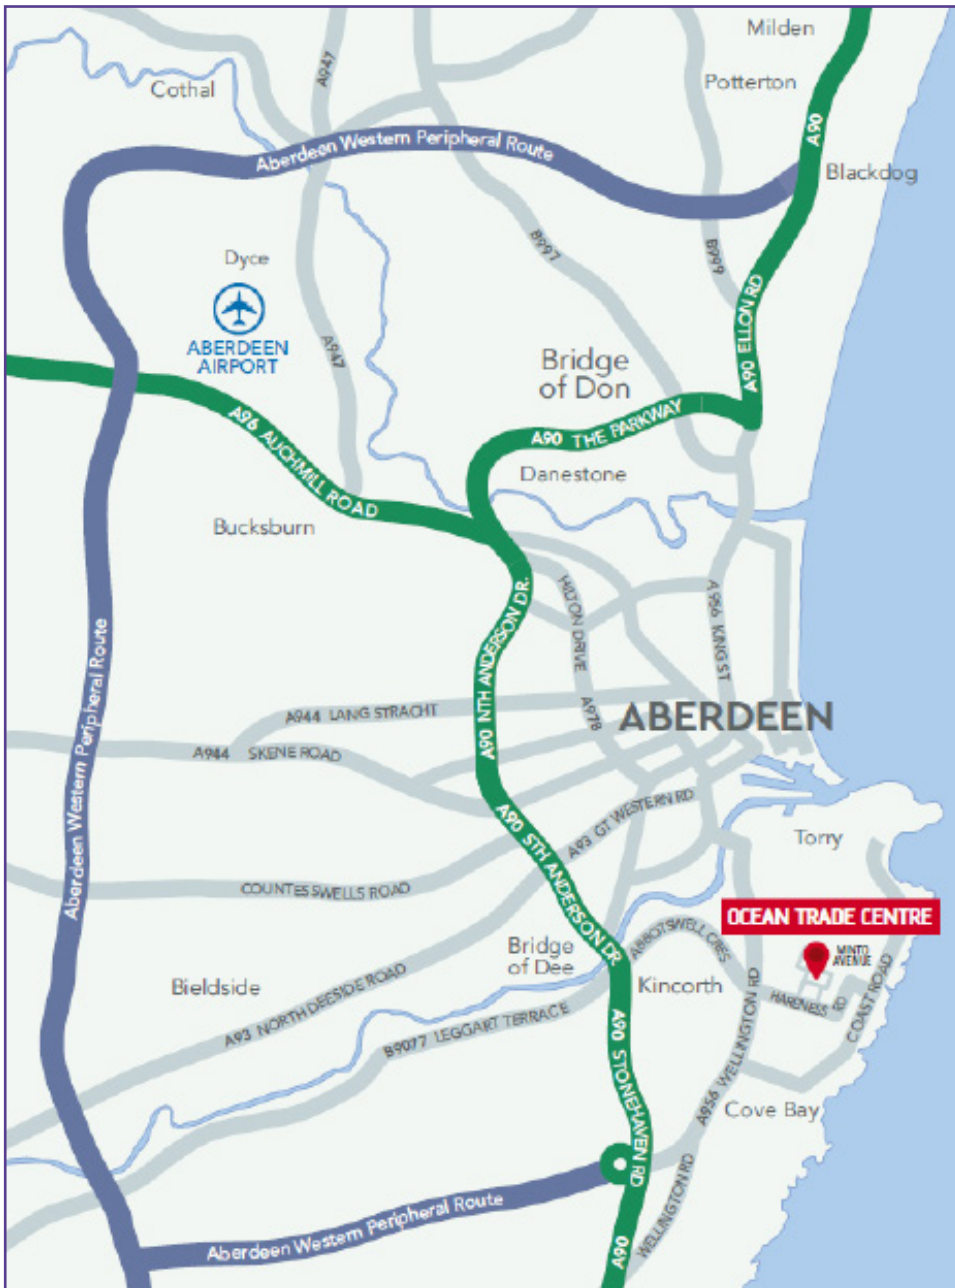 Milden
A947
Potterton
Cothal
A90
Aberdeen Western Peripheral Route
Blackdog
B997
B999
Dyce
A90 ELLON RD
ABERDEEN
AIRPORT
A947
Bridge
of Don
A96 AUCHMILL ROAD
A90 THE PARKWAY
Danestone
Bucksburn
HILTON DRIVE
A956 KING ST
A90 NTH ANDERSON DR.
Aberdeen Western Peripheral Route
A944 LANG STRACHT
A978
ABERDEEN
A944 SKENE ROAD
A93 GT WESTERN RD
A90 STH ANDERSON DR.
Torry
COUNTESSWELLS ROAD
OCEAN TRADE CENTRE
Bridge
of Dee
ABBOTSWELL CRES
MINTO
AVENUE
Bieldside
Kincorth
A93 NORTH DEESIDE ROAD
HARENESS RD
COAST ROAD
B9077 LEGGART TERRACE
A90 STONEHAVEN RD
A956 WELLINGTON RD
Cove Bay
WELLINGTON RD
Aberdeen Western Peripheral Route
A90